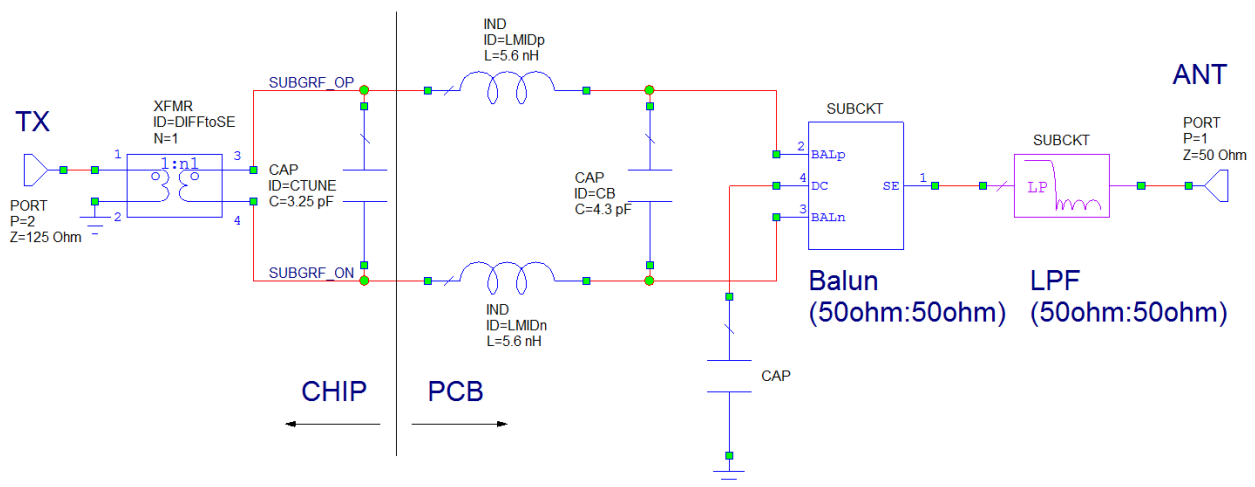 IND
ID=LMIDp
L=5.6 nH
ANT
SUBGRF_OP
XFMR
ID=DIFFtoSE
N=1
TX
SUBCKT
PORT
P=1
Z=50 Ohm
SUBCKT
1
1:n1
3
CAP
ID=CTUNE
C=3.25 pF
CAP
ID=CB
C=4.3 pF
2
BALp
4
DC
SE
1
3
BALn
LP
PORT
P=2
Z=125 Ohm
2
4
SUBGRF_ON
Balun
(50ohm:50ohm)
LPF
(50ohm:50ohm)
IND
ID=LMIDn
L=5.6 nH
CAP
CHIP
PCB